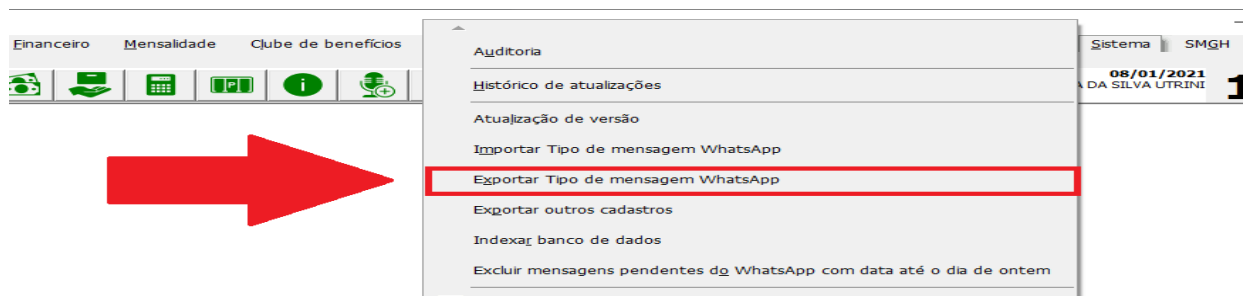 Financeiro Mensalidade Clube de benefícios
Auditoria
Sistema SMGH
08/01/2021
DA SILVA UTRINI
1
P
i
Histórico de atualizações
Atualização de versão
Importar Tipo de mensagem WhatsApp
Exportar Tipo de mensagem WhatsApp
Exportar outros cadastros
Indexar banco de dados
Excluir mensagens pendentes do WhatsApp com data até o dia de ontem